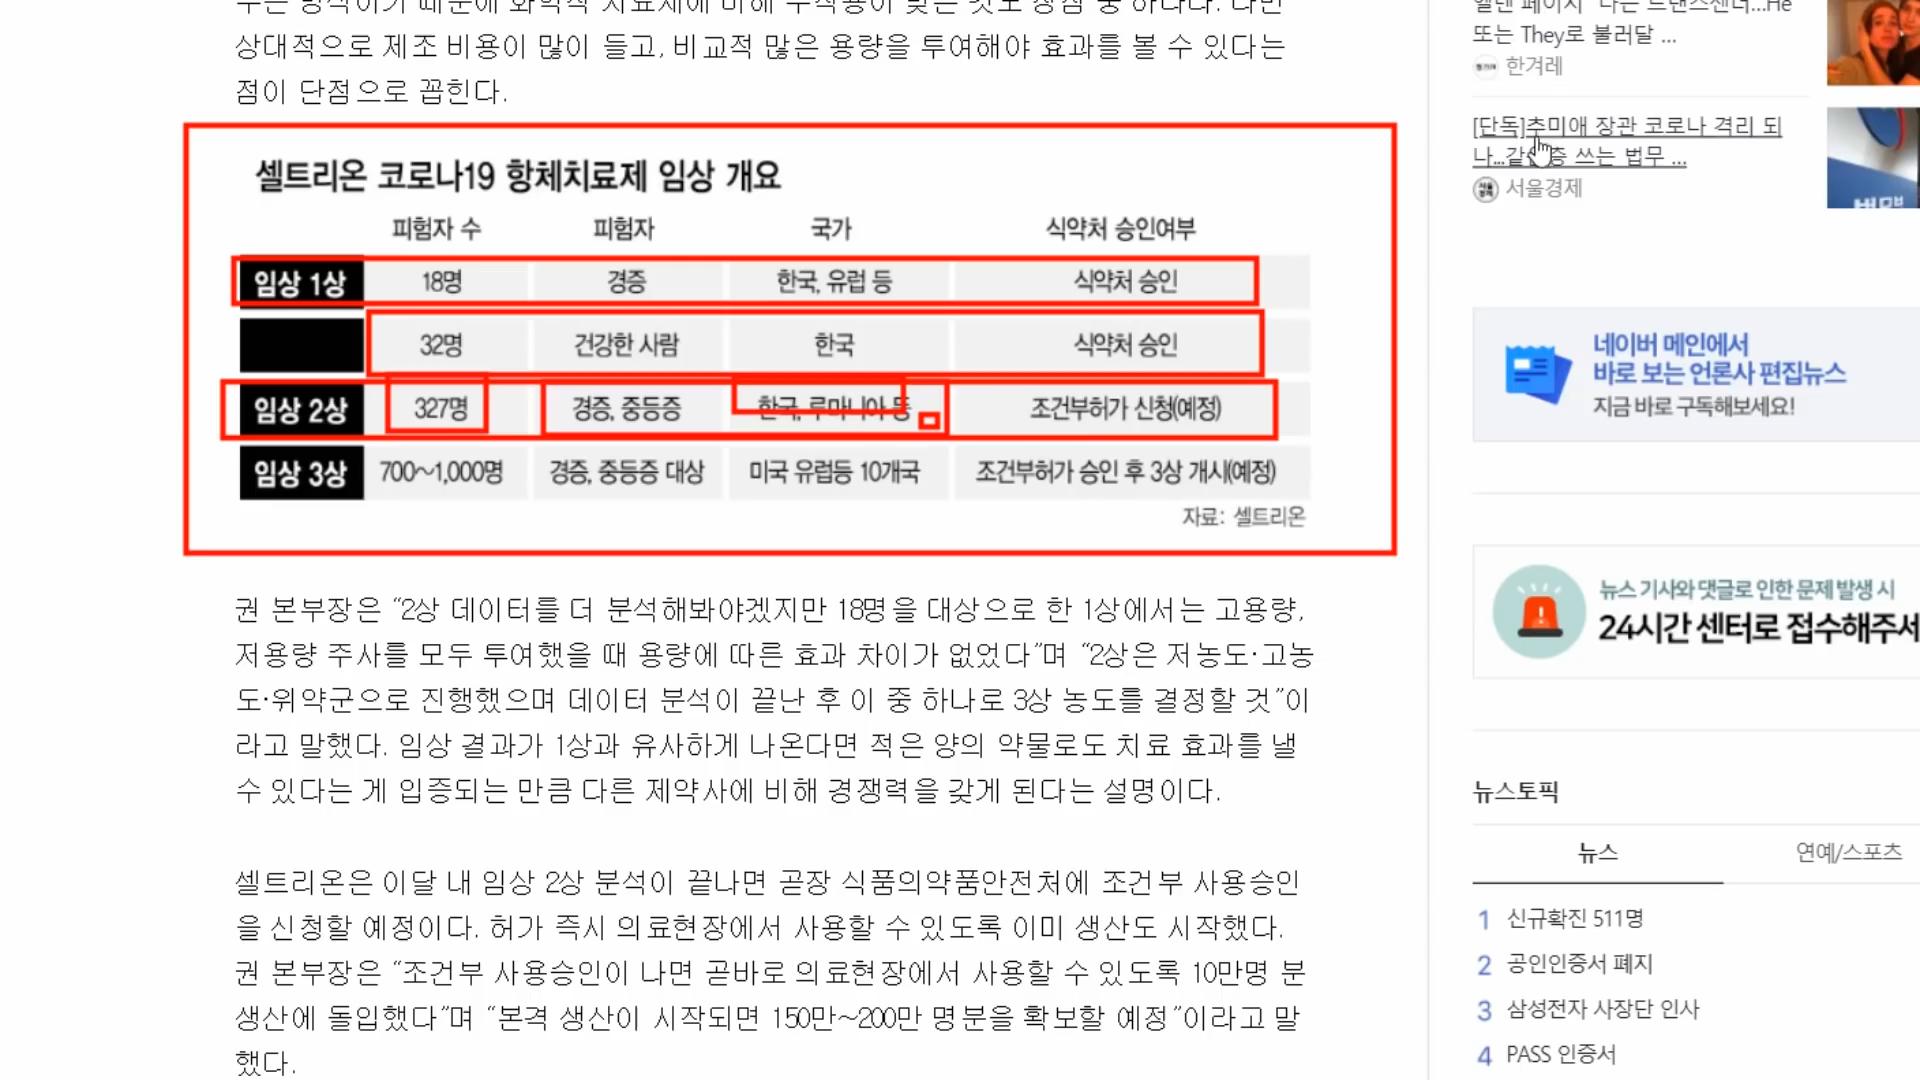 상대적으로 제조 비용이 많이 들고, 비교적 많은 용량을 투여해야 효과를 볼 수 있다는
점이 단점으로 꼽힌다.
셀트리온 코로나19 항체치료제 임상 개요
피험자 수 피험자 국가 식약처 승인여부
임상 1상 18명 경증 한국, 유럽 등 식약처 승인
32명 건강한 사람 한국 식약처 승인
임상 2상 327명 경증, 중등증 한국, 루마니아 등 조건부허가 신청(예정)
임상 3상 700~1,000명 경증, 중등증 대상 미국 유럽등 10개국 조건부허가 승인 후 3상 개시(예정)
자료: 셀트리온
권 본부장은 “2상 데이터를 더 분석해봐야겠지만 18명을 대상으로 한 1상에서는 고용량,
저용량 주사를 모두 투여했을 때 용량에 따른 효과 차이가 없었다”며 “2상은 저농도·고농
도·위약군으로 진행했으며 데이터 분석이 끝난 후 이 중 하나로 3상 농도를 결정할 것”이
라고 말했다. 임상 결과가 1상과 유사하게 나온다면 적은 양의 약물로도 치료 효과를 낼
수 있다는 게 입증되는 만큼 다른 제약사에 비해 경쟁력을 갖게 된다는 설명이다.
셀트리온은 이달 내 임상 2상 분석이 끝나면 곧장 식품의약품안전처에 조건부 사용승인
을 신청할 예정이다. 허가 즉시 의료현장에서 사용할 수 있도록 이미 생산도 시작했다.
권 본부장은 “조건부 사용승인이 나면 곧바로 의료현장에서 사용할 수 있도록 10만명 분
생산에 돌입했다”며 “본격 생산이 시작되면 150만~200만 명분을 확보할 예정”이라고 말
했다.
또는 They로 불러달 ...
한겨레
[단독]추미애 장관 코로나 격리 되
나...같은층 쓰는 법무 ...
서울경제
네이버 메인에서
바로 보는 언론사 편집뉴스
지금 바로 구독해보세요!
뉴스 기사와 댓글로 인한 문제 발생 시
24시간 센터로 접수해주세
뉴스토픽
뉴스 연예/스포츠
1 신규확진 511명
2 공인인증서 폐지
3 삼성전자 사장단 인사
4 PASS 인증서